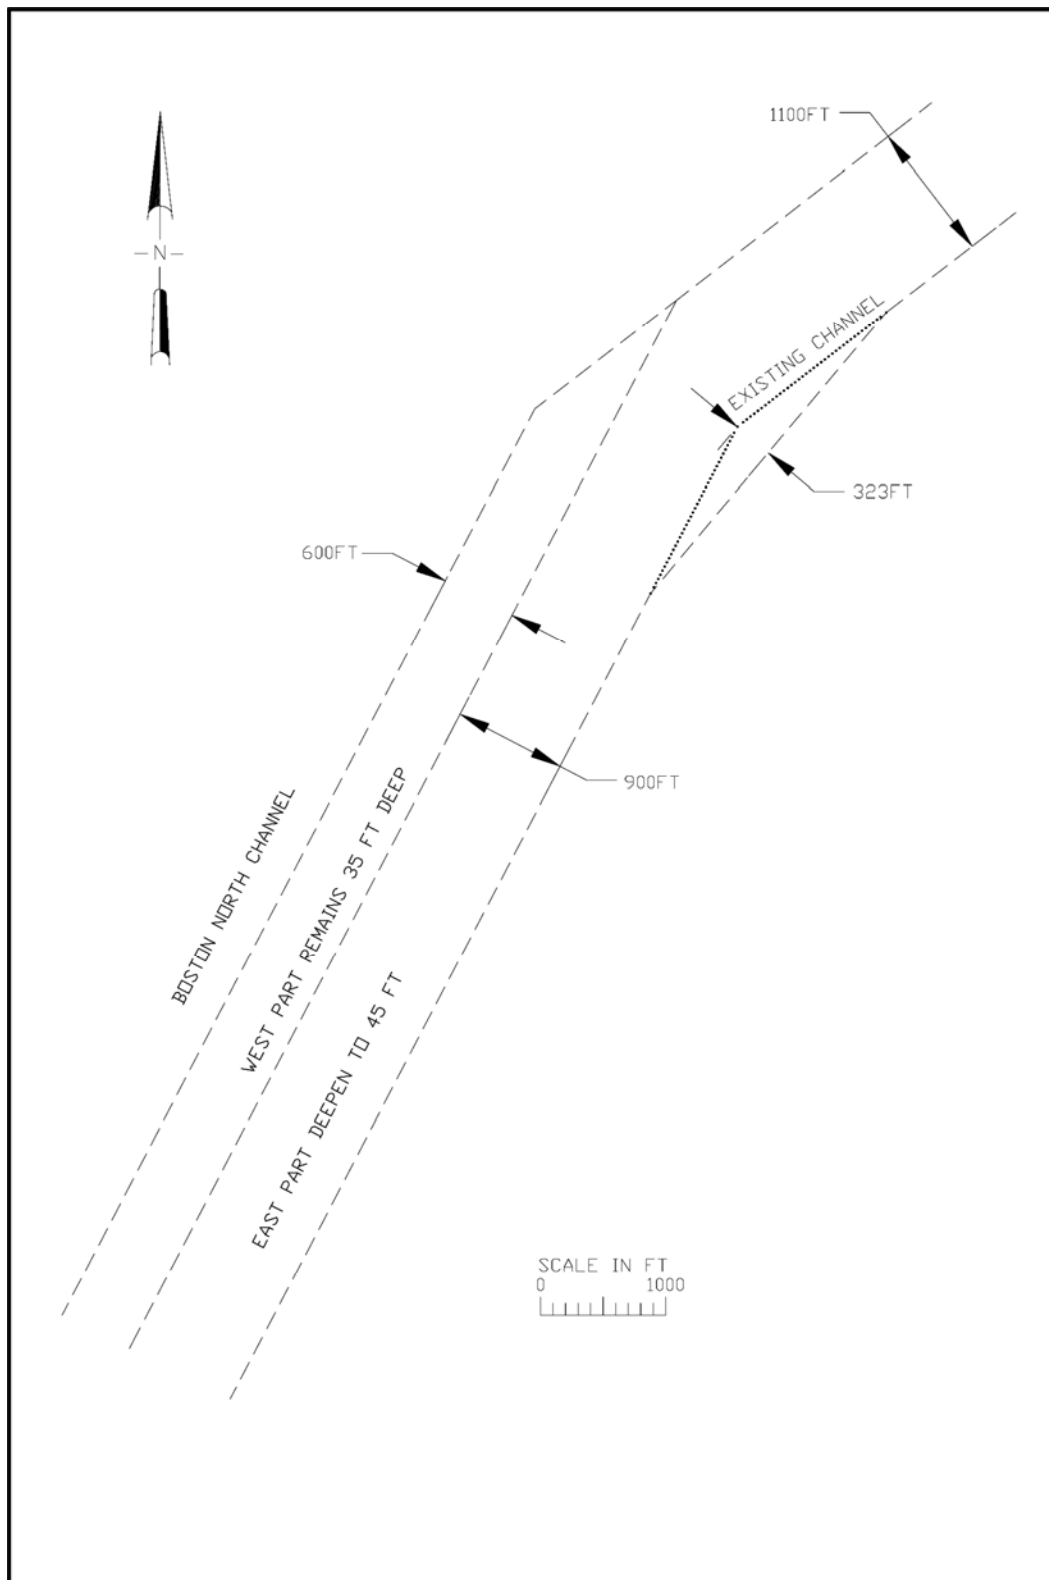 1100FT
-N-
EXISTING CHANNEL
323FT
600FT
900FT
BOSTON NORTH CHANNEL
WEST PART REMAINS 35 FT DEEP
EAST PART DEEPEN TO 45 FT
SCALE IN FT
0 1000